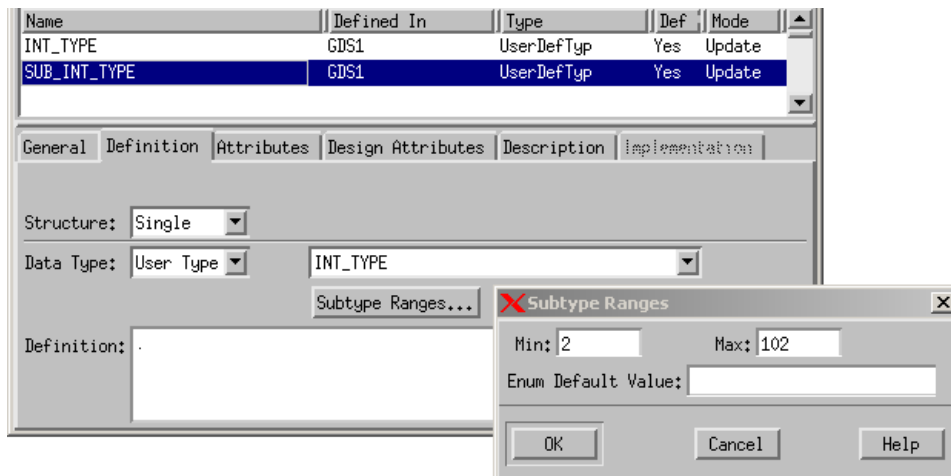 Name Defined In Type Def Mode
INT_TYPE GDS1 UserDefTyp Yes Update
SUB_INT_TYPE GDS1 UserDefTyp Yes Update
General Definition Attributes Design Attributes Description Implementation
Structure: Single
Data Type: User Type INT_TYPE
Subtype Ranges...
Definition: .
Subtype Ranges
Min: 2 Max: 102
Enum Default Value:
OK Cancel Help